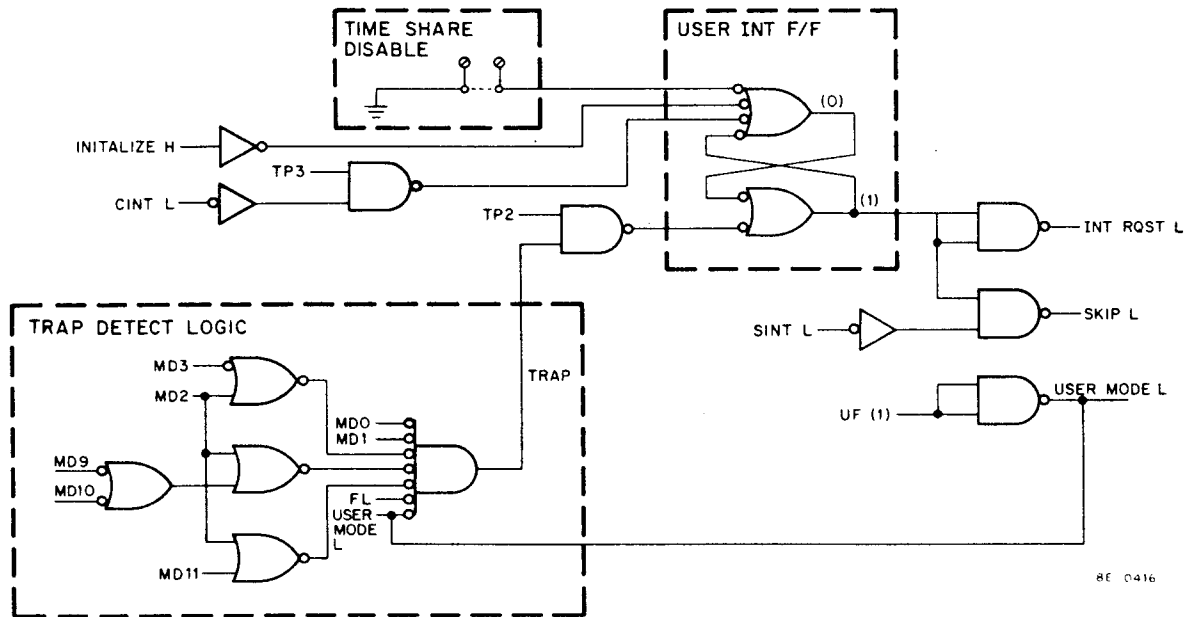 TIME SHARE
DISABLE
USER INT F/F
(0)
INITALIZE H
TP3
CINT L
TP2
(1)
INT RQST L
SKIP L
SINT L
TRAP DETECT LOGIC
MD3
MD2
TRAP
MD0
MD1
USER MODE L
UF (1)
MD9
MD10
FL
USER
MODE
L
MD11
8E 0416